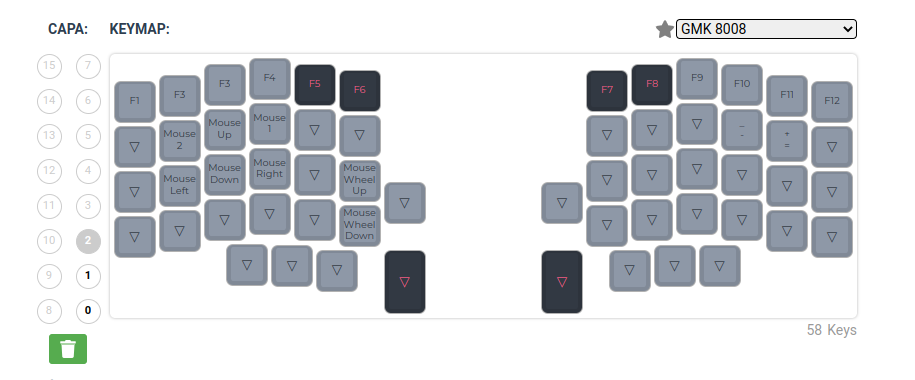 CAPA: KEYMAP: GMK 8008
15 7
14 6
13 5
12 4
11 3
10 2
9 1
8 0
F1 F3 F3 F4 F5 F6 F7 F8 F9 F10 F11 F12
▽ Mouse 2 Mouse Up Mouse 1 ▽ ▽ ▽ ▽ ▽ _ - + = ▽
▽ Mouse Left Mouse Down Mouse Right ▽ Mouse Wheel Up ▽ ▽ ▽ ▽ ▽ ▽ ▽ ▽
▽ ▽ ▽ ▽ ▽ Mouse Wheel Down ▽ ▽ ▽ ▽ ▽ ▽
▽ ▽ ▽ ▽ ▽ ▽ ▽ ▽
58 Keys